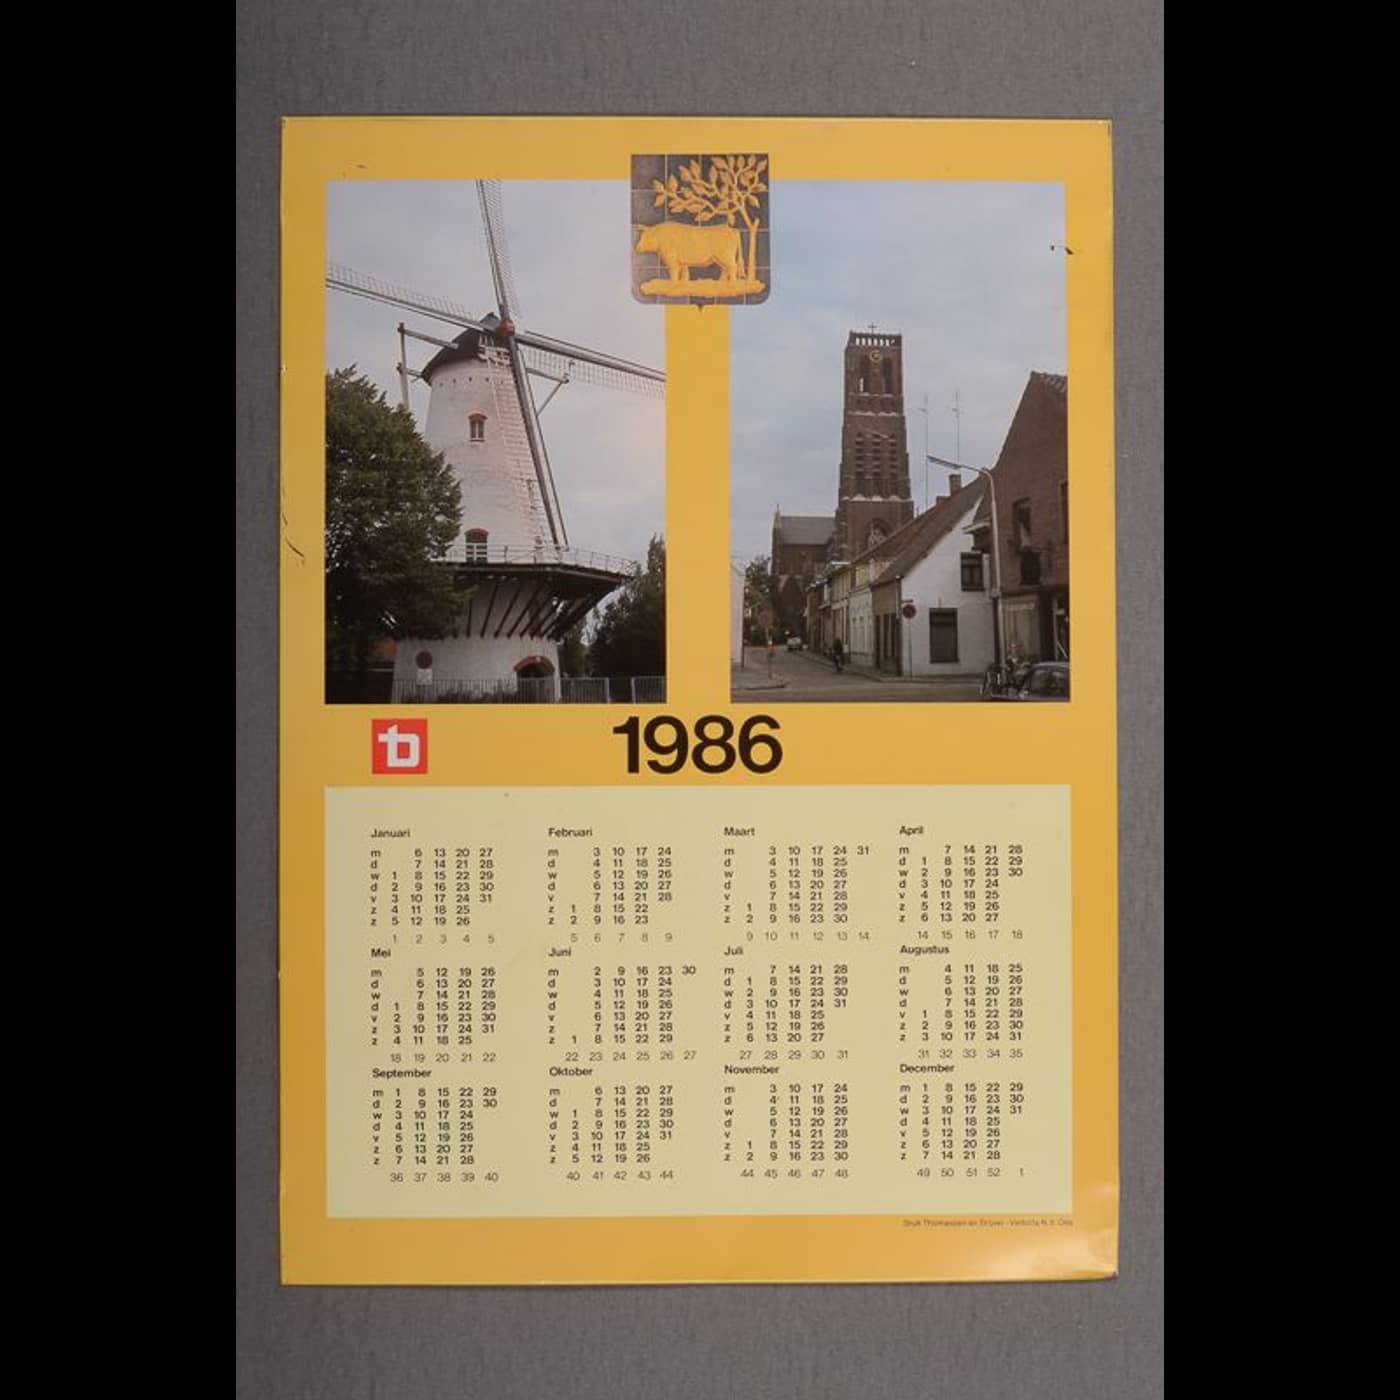 1986
Januari Februari Maart April
m 6 13 20 27 m 3 10 17 24 m 3 10 17 24 31 m 7 14 21 28
d 7 14 21 28 d 4 11 18 25 d 4 11 18 25 d 1 8 15 22 29
w 1 8 15 22 29 w 5 12 19 26 w 5 12 19 26 w 2 9 16 23 30
d 2 9 16 23 30 d 6 13 20 27 d 6 13 20 27 d 3 10 17 24
v 3 10 17 24 31 v 7 14 21 28 v 7 14 21 28 v 4 11 18 25
z 4 11 18 25 z 1 8 15 22 z 1 8 15 22 29 z 5 12 19 26
z 5 12 19 26 z 2 9 16 23 z 2 9 16 23 30 z 6 13 20 27
1 2 3 4 5 5 6 7 8 9 9 10 11 12 13 14 14 15 16 17 18
Mei Juni Juli Augustus
m 5 12 19 26 m 2 9 16 23 30 m 7 14 21 28 m 4 11 18 25
d 6 13 20 27 d 3 10 17 24 d 1 8 15 22 29 d 5 12 19 26
w 7 14 21 28 w 4 11 18 25 w 2 9 16 23 30 w 6 13 20 27
d 1 8 15 22 29 d 5 12 19 26 d 3 10 17 24 31 d 7 14 21 28
v 2 9 16 23 30 v 6 13 20 27 v 4 11 18 25 v 1 8 15 22 29
z 3 10 17 24 31 z 7 14 21 28 z 5 12 19 26 z 2 9 16 23 30
z 4 11 18 25 z 1 8 15 22 29 z 6 13 20 27 z 3 10 17 24 31
18 19 20 21 22 22 23 24 25 26 27 27 28 29 30 31 31 32 33 34 35
September Oktober November December
m 1 8 15 22 29 m 6 13 20 27 m 3 10 17 24 m 1 8 15 22 29
d 2 9 16 23 30 d 7 14 21 28 d 4 11 18 25 d 2 9 16 23 30
w 3 10 17 24 w 1 8 15 22 29 w 5 12 19 26 w 3 10 17 24 31
d 4 11 18 25 d 2 9 16 23 30 d 6 13 20 27 d 4 11 18 25
v 5 12 19 26 v 3 10 17 24 31 v 7 14 21 28 v 5 12 19 26
z 6 13 20 27 z 4 11 18 25 z 1 8 15 22 29 z 6 13 20 27
z 7 14 21 28 z 5 12 19 26 z 2 9 16 23 30 z 7 14 21 28
36 37 38 39 40 40 41 42 43 44 44 45 46 47 48 49 50 51 52 1
Druk Thomassen en Drijver - Verblifa N.V.